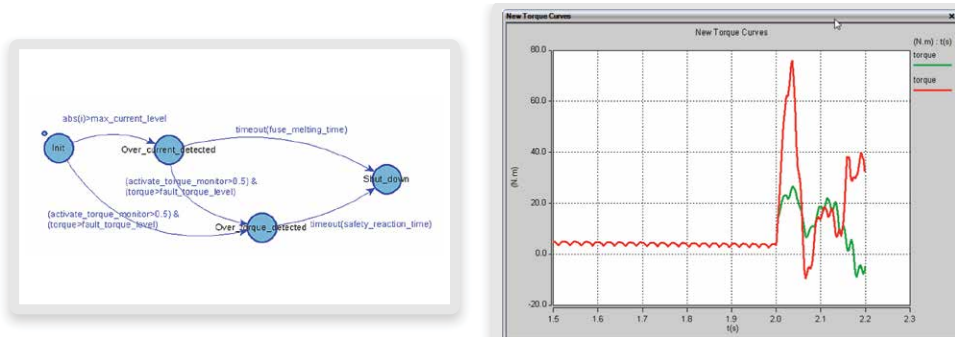 abs(i)>max_current_level
timeout(fuse_melting_time)
Init
Over_current_detected
Shut_down
(activate_torque_monitor>0.5) &
(torque>fault_torque_level)
(activate_torque_monitor>0.5) &
(torque>fault_torque_level)
Over_torque_detected
timeout(safety_reaction_time)
New Torque Curves
New Torque Curves
(N.m) : t(s)
torque
torque
80.0
60.0
40.0
20.0
0.0
-20.0
(N.m)
1.5 1.6 1.7 1.8 1.9 2.0 2.1 2.2 2.3
t(s)